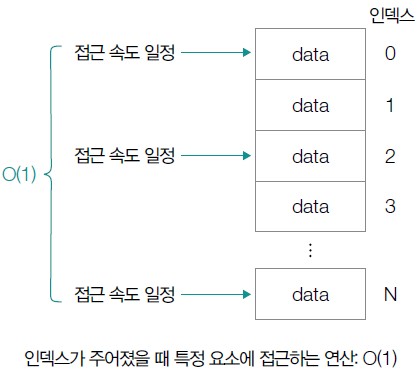 인덱스
접근 속도 일정 data 0
data 1
O(1) 접근 속도 일정 data 2
data 3
⋮
접근 속도 일정 data N
인덱스가 주어졌을 때 특정 요소에 접근하는 연산: O(1)